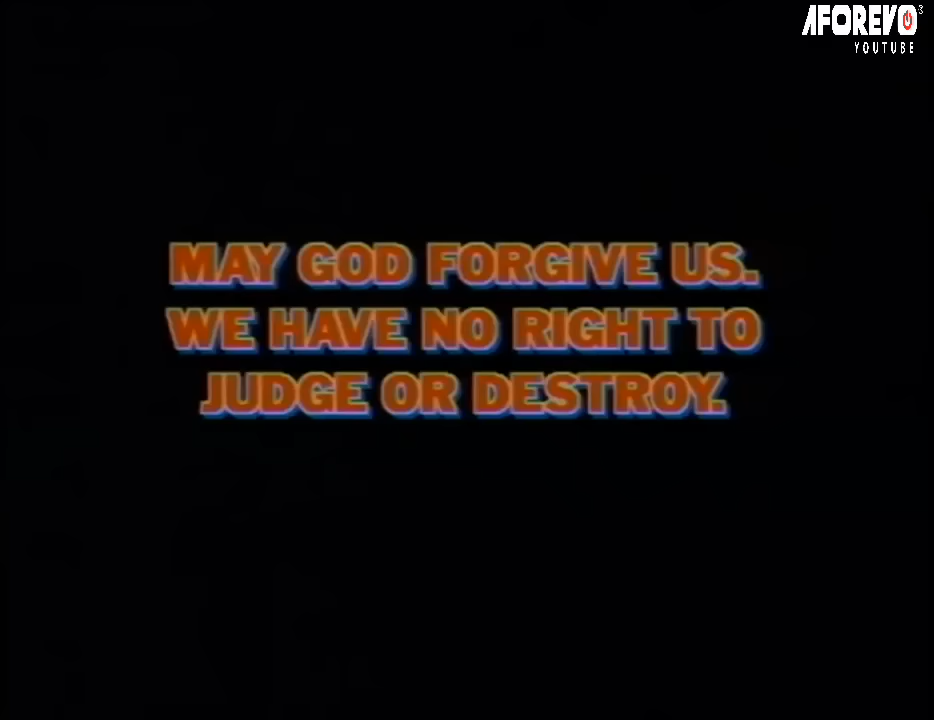 AFOREVO
YOUTUBE
MAY GOD FORGIVE US.
WE HAVE NO RIGHT TO
JUDGE OR DESTROY.